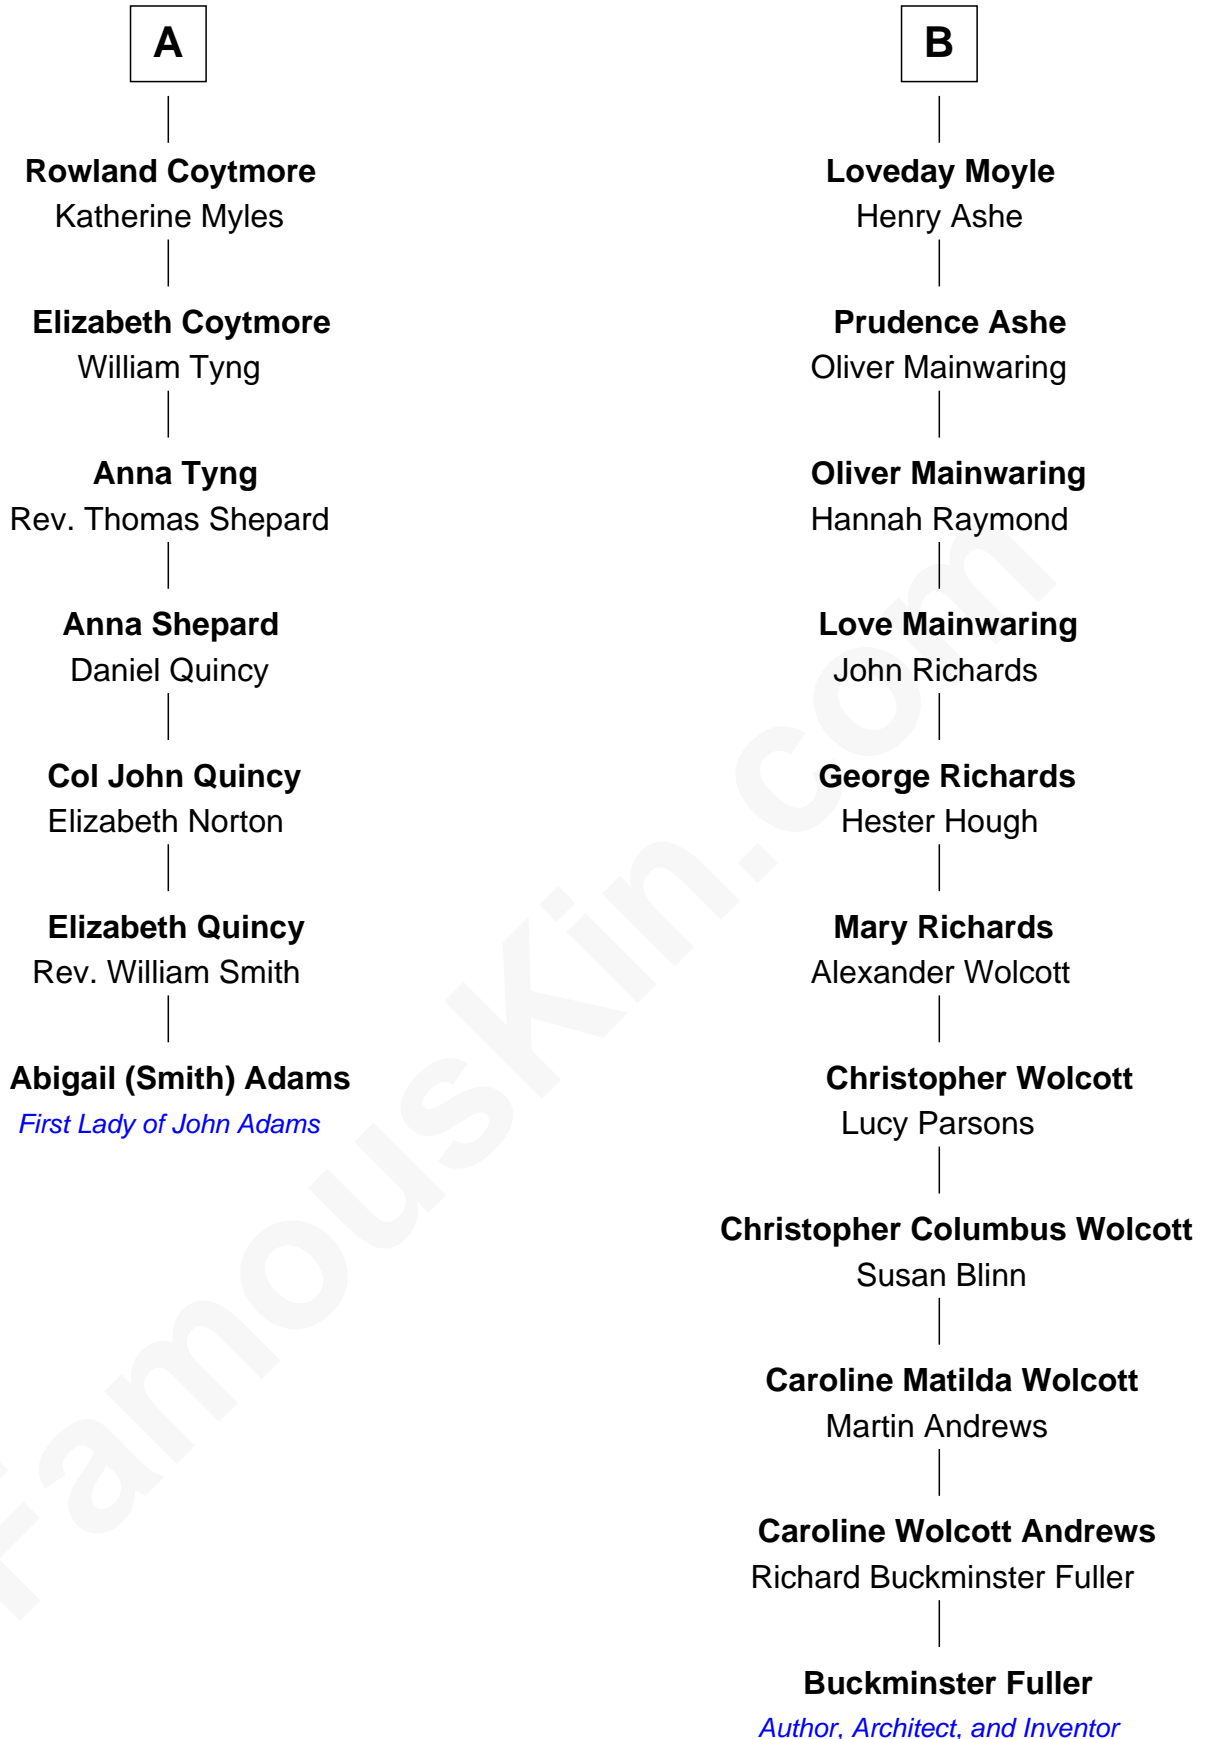 A
Rowland Coytmore
Katherine Myles
Elizabeth Coytmore
William Tyng
Anna Tyng
Rev. Thomas Shepard
Anna Shepard
Daniel Quincy
Col John Quincy
Elizabeth Norton
Elizabeth Quincy
Rev. William Smith
Abigail (Smith) Adams
First Lady of John Adams
B
Loveday Moyle
Henry Ashe
Prudence Ashe
Oliver Mainwaring
Oliver Mainwaring
Hannah Raymond
Love Mainwaring
John Richards
George Richards
Hester Hough
Mary Richards
Alexander Wolcott
Christopher Wolcott
Lucy Parsons
Christopher Columbus Wolcott
Susan Blinn
Caroline Matilda Wolcott
Martin Andrews
Caroline Wolcott Andrews
Richard Buckminster Fuller
Buckminster Fuller
Author, Architect, and Inventor
FamousKin.com